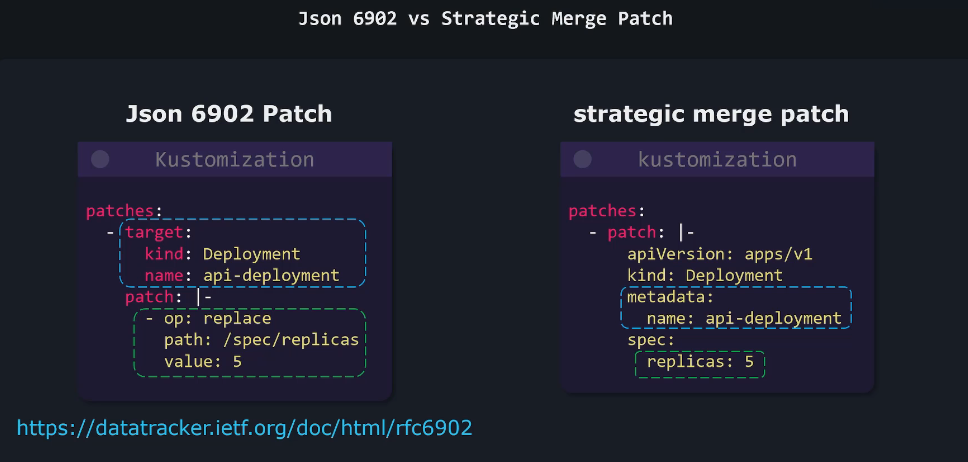 Json 6902 vs Strategic Merge Patch
Json 6902 Patch
Kustomization
patches:
- target:
kind: Deployment
name: api-deployment
patch: |-
- op: replace
path: /spec/replicas
value: 5
https://datatracker.ietf.org/doc/html/rfc6902
strategic merge patch
kustomization
patches:
- patch: |-
apiVersion: apps/v1
kind: Deployment
metadata:
name: api-deployment
spec:
replicas: 5